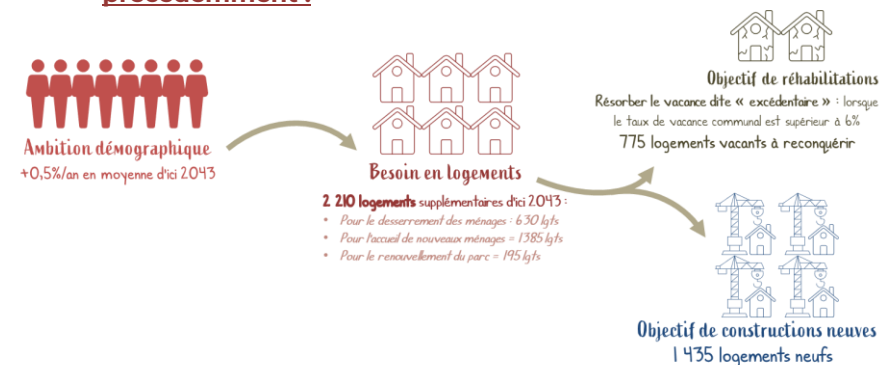 précédemment :
Ambition démographique
+0,5%/an en moyenne d'ici 2043
Besoin en logements
2 210 logements supplémentaires d'ici 2043 :
• Pour le desserrement des ménages : 630 lgts
• Pour l'accueil de nouveaux ménages = 1385 lgts
• Pour le renouvellement du parc = 195 lgts
Objectif de réhabilitations
Résorber le vacance dite « excédentaire » : lorsque
le taux de vacance communal est supérieur à 6%
775 logements vacants à reconquérir
Objectif de constructions neuves
1 435 logements neufs